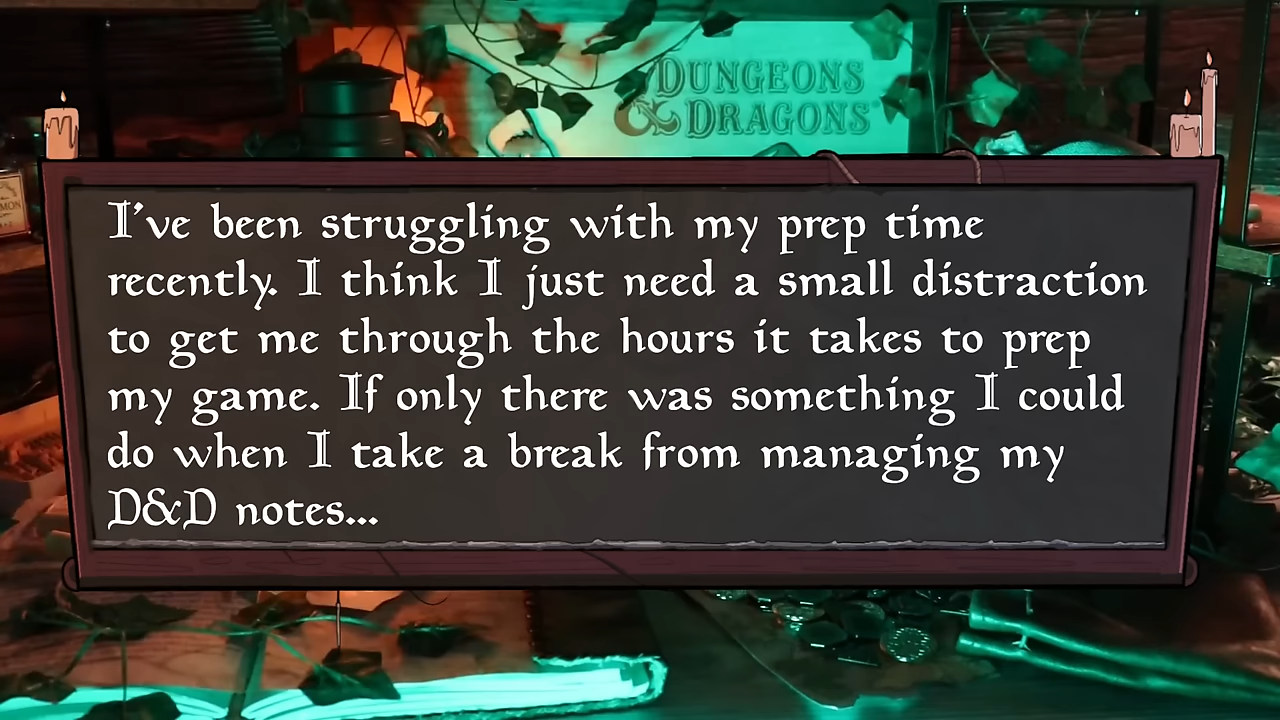 DUNGEONS
& DRAGONS
MON
I've been struggling with my prep time
recently. I think I just need a small distraction
to get me through the hours it takes to prep
my game. If only there was something I could
do when I take a break from managing my
D&D notes...